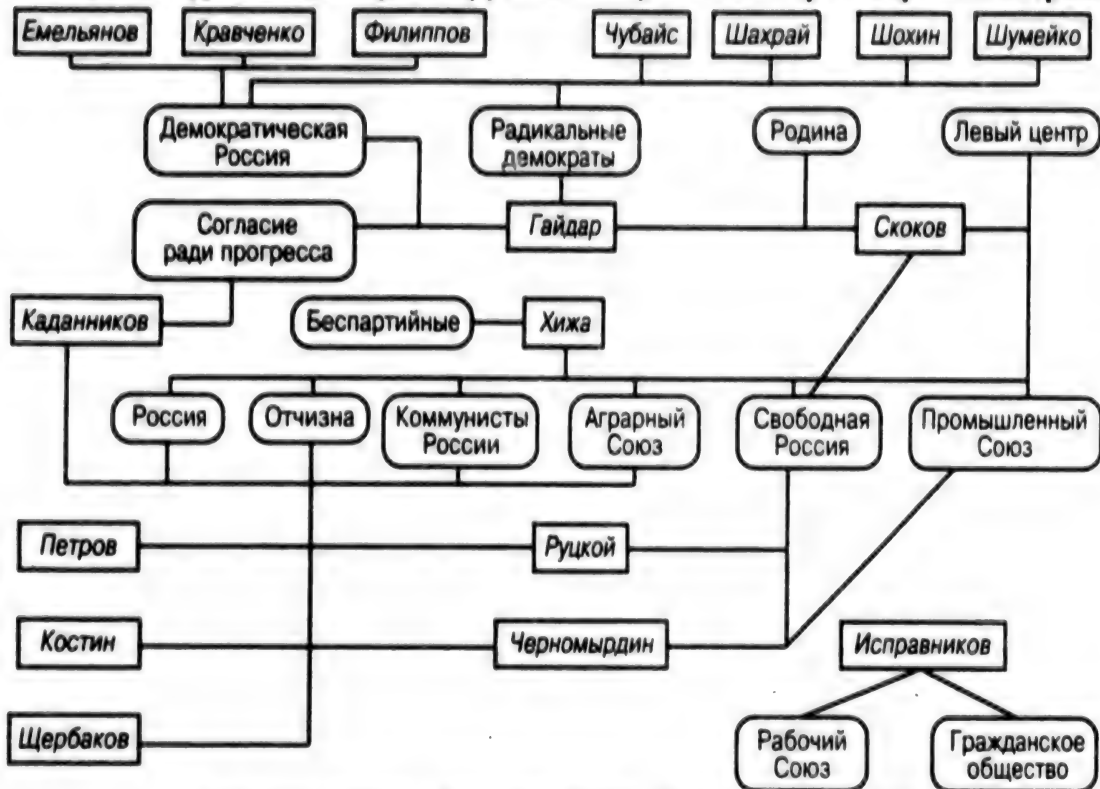 Емельянов
Кравченко
Филиппов
Чубайс
Шахрай
Шохин
Шумейко
Демократическая
Россия
Радикальные
демократы
Родина
Левый центр
Согласие
ради прогресса
Гайдар
Скоков
Каданников
Беспартийные
Хижа
Россия
Отчизна
Коммунисты
России
Аграрный
Союз
Свободная
Россия
Промышленный
Союз
Петров
Руцкой
Костин
Черномырдин
Исправников
Щербаков
Рабочий
Союз
Гражданское
общество